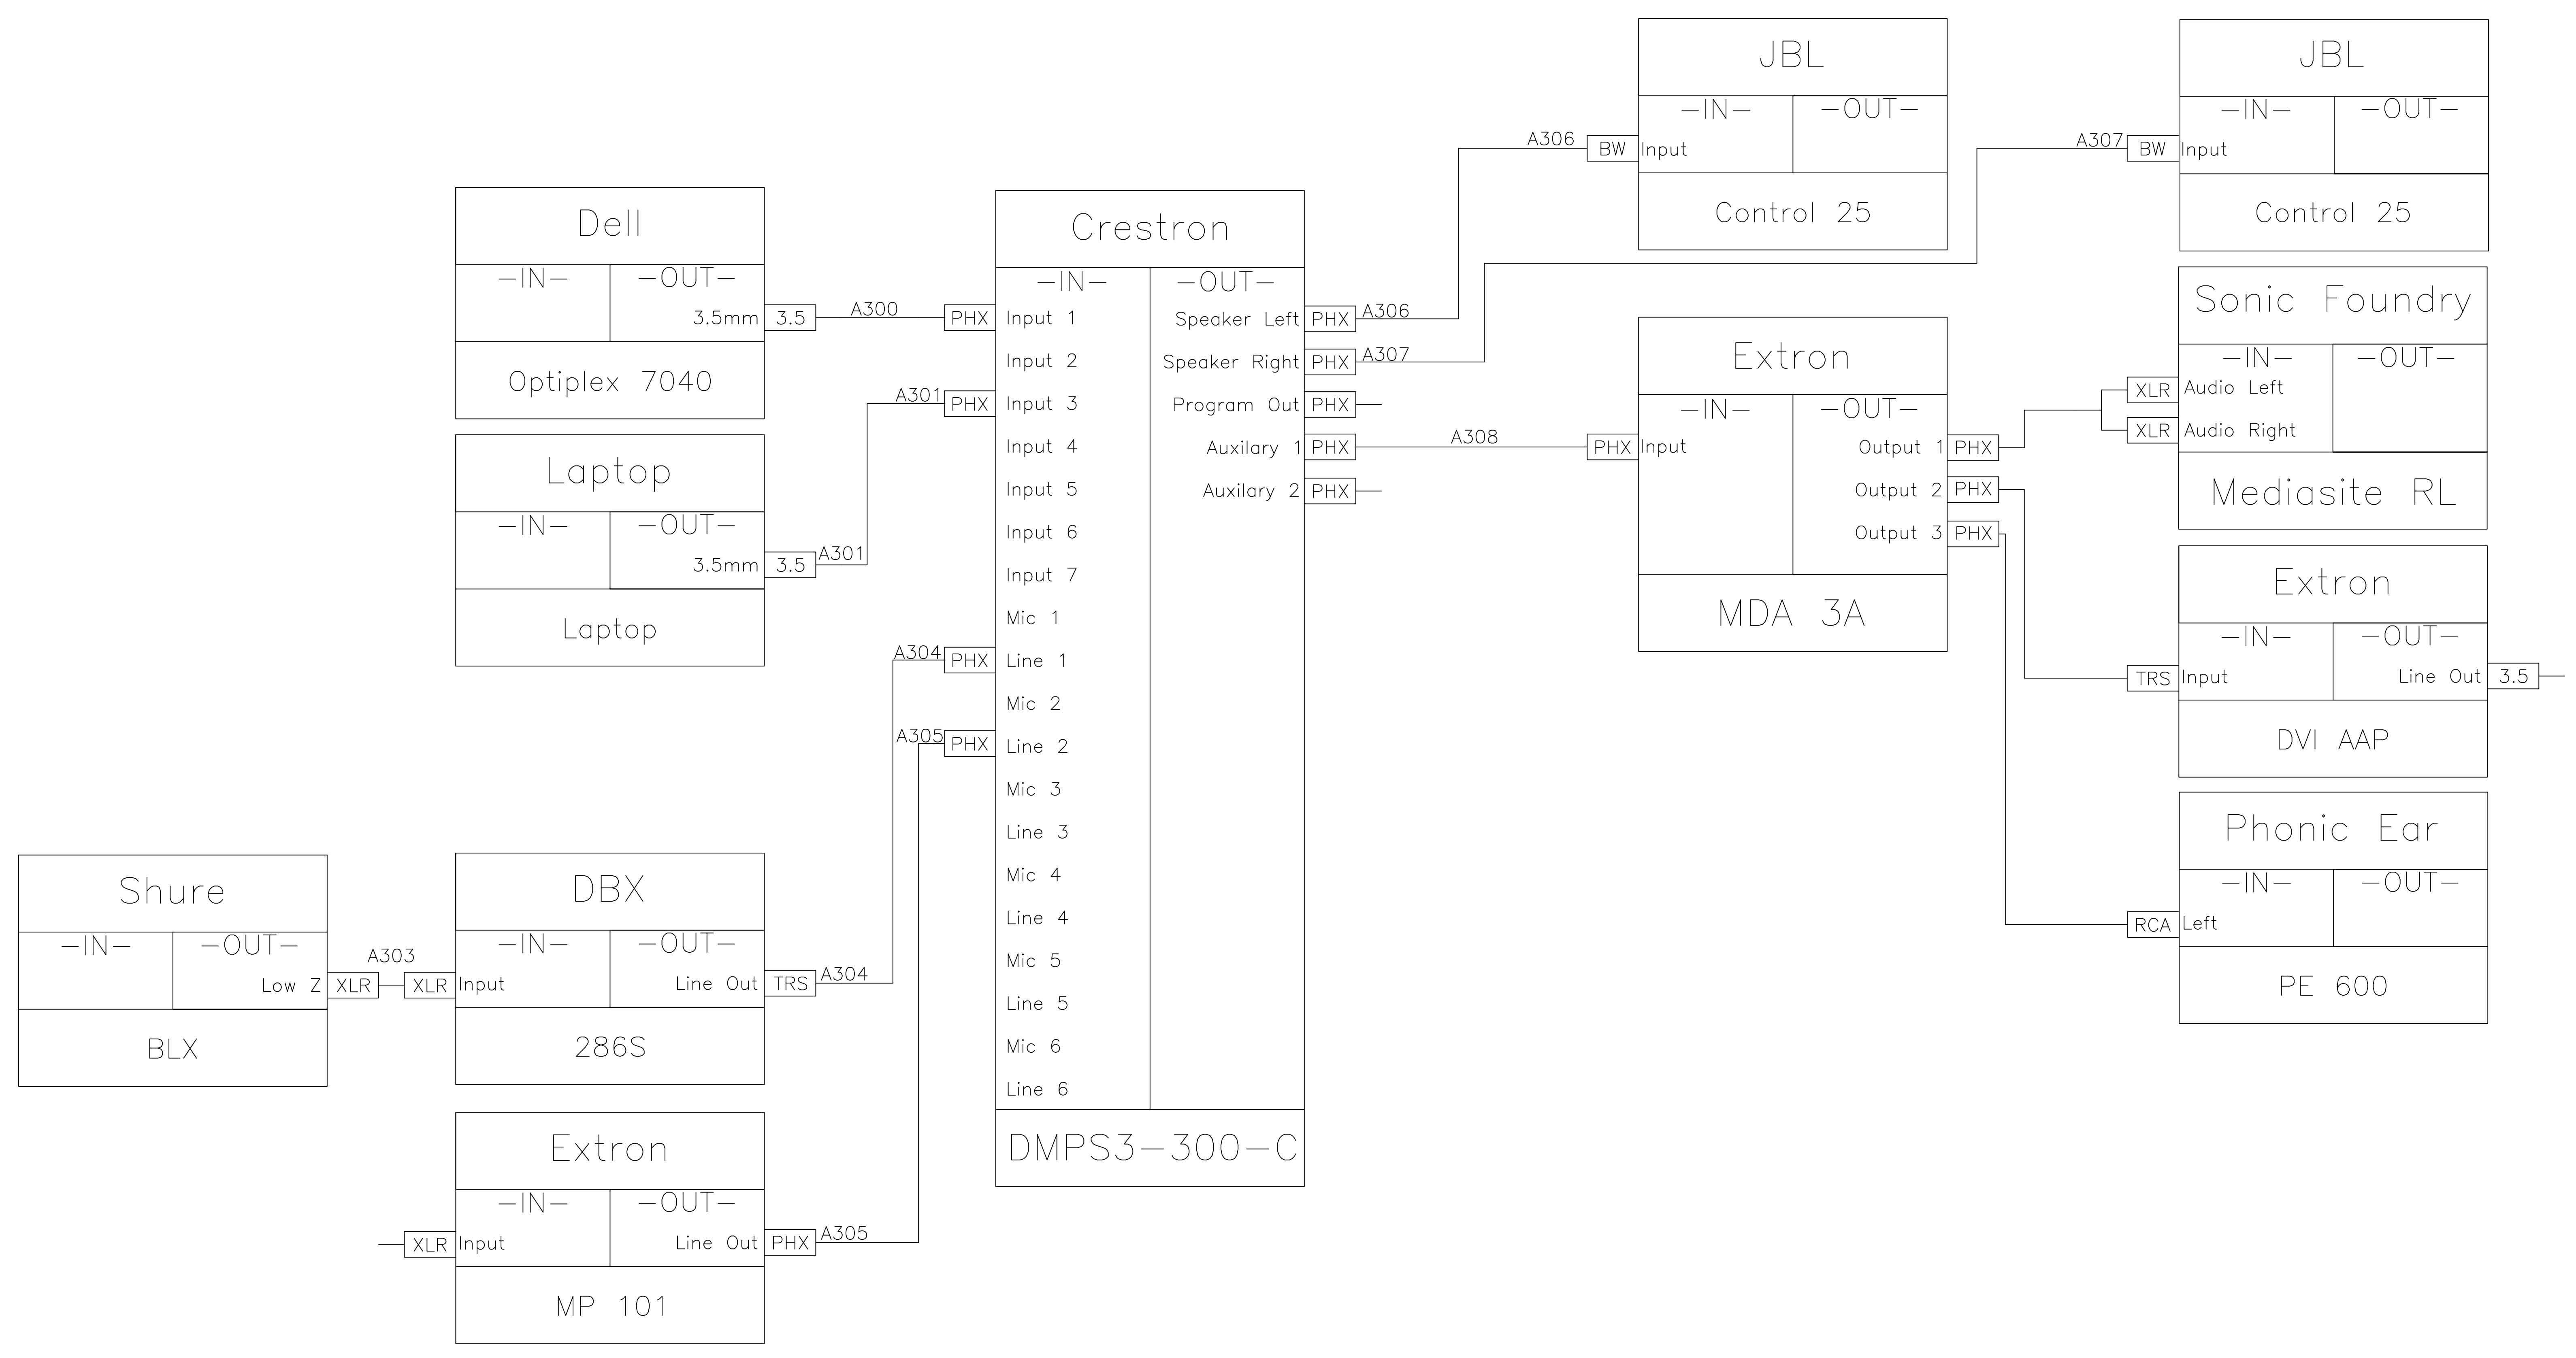 JBL
-IN-
-OUT-
A306
BW
Input
Control 25
JBL
-IN-
-OUT-
A307
BW
Input
Control 25
Dell
-IN-
-OUT-
3.5mm
3.5
A300
Optiplex 7040
Laptop
-IN-
-OUT-
3.5mm
3.5
A301
Laptop
Shure
-IN-
-OUT-
Low Z
XLR
A303
BLX
DBX
-IN-
-OUT-
XLR
Input
Line Out
TRS
A304
286S
Extron
-IN-
-OUT-
XLR
Input
Line Out
PHX
A305
MP 101
Crestron
-IN-
-OUT-
PHX
Input 1
Input 2
A301
PHX
Input 3
Input 4
Input 5
Input 6
Input 7
Mic 1
A304
PHX
Line 1
Mic 2
A305
PHX
Line 2
Mic 3
Line 3
Mic 4
Line 4
Mic 5
Line 5
Mic 6
Line 6
Speaker Left
PHX
A306
Speaker Right
PHX
A307
Program Out
PHX
Auxilary 1
PHX
A308
Auxilary 2
PHX
DMPS3-300-C
Extron
-IN-
-OUT-
PHX
Input
Output 1
PHX
Output 2
PHX
Output 3
PHX
MDA 3A
Sonic Foundry
-IN-
-OUT-
XLR
Audio Left
XLR
Audio Right
Mediasite RL
Extron
-IN-
-OUT-
TRS
Input
Line Out
3.5
DVI AAP
Phonic Ear
-IN-
-OUT-
RCA
Left
PE 600